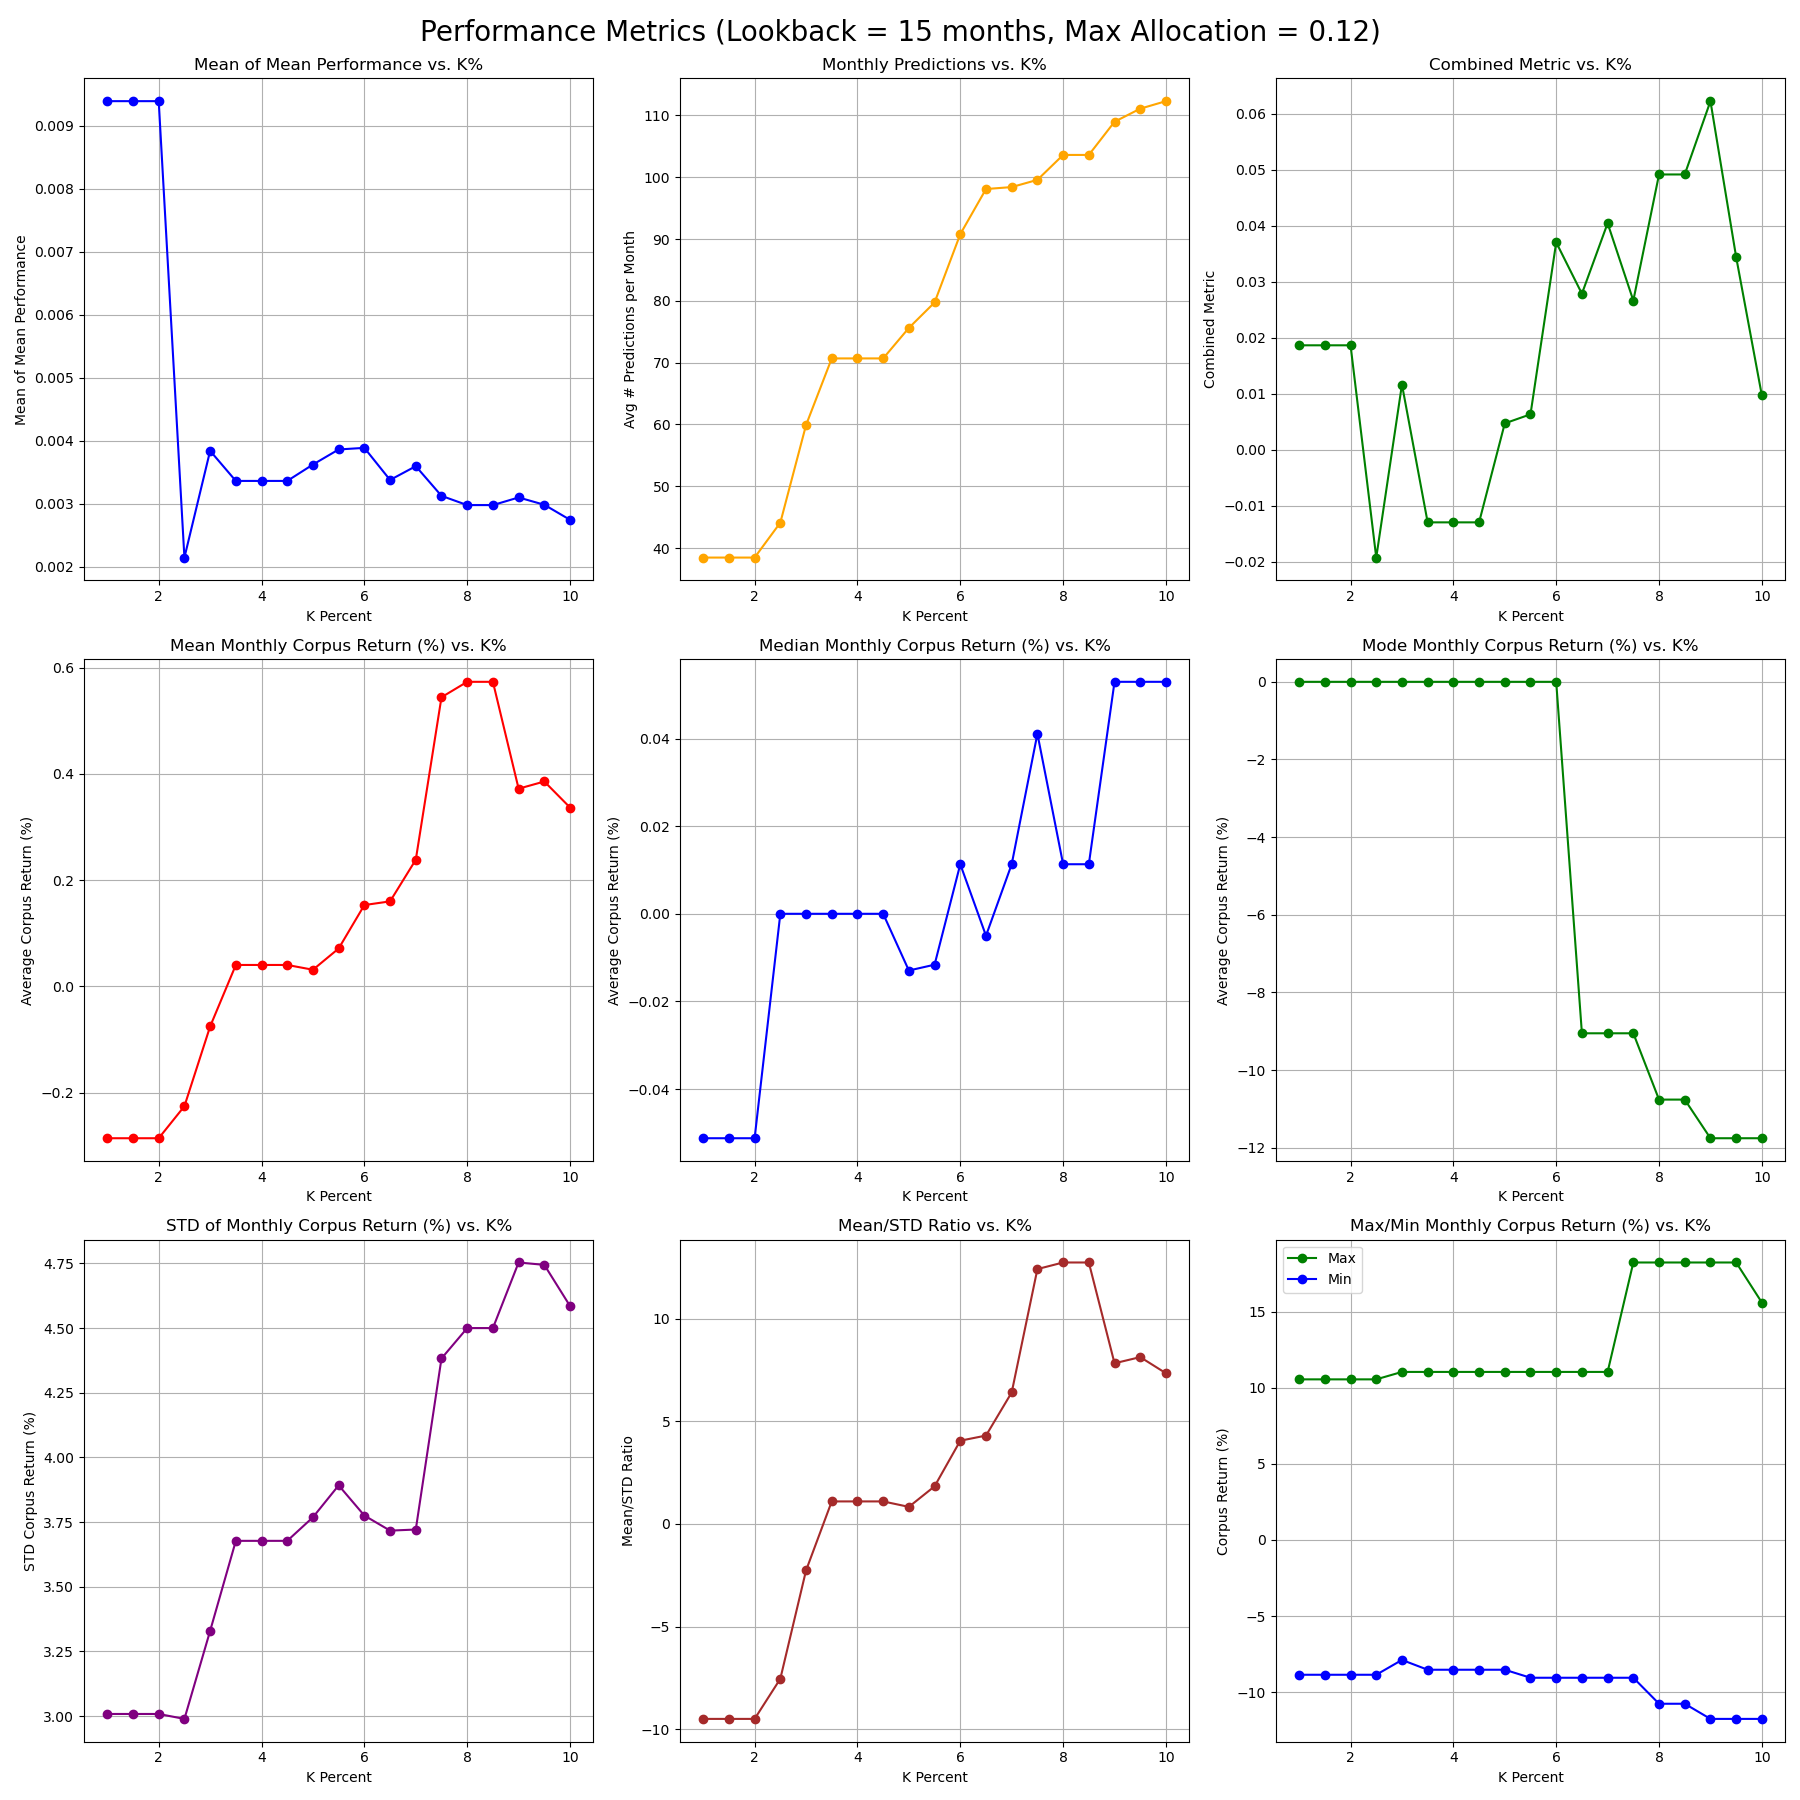 Performance Metrics (Lookback = 15 months, Max Allocation = 0.12)
Mean of Mean Performance vs. K%
Mean of Mean Performance
0.009
0.008
0.007
0.006
0.005
0.004
0.003
0.002
2 4 6 8 10
K Percent
Monthly Predictions vs. K%
Avg # Predictions per Month
110
100
90
80
70
60
50
40
2 4 6 8 10
K Percent
Combined Metric vs. K%
Combined Metric
0.06
0.05
0.04
0.03
0.02
0.01
0.00
−0.01
−0.02
2 4 6 8 10
K Percent
Mean Monthly Corpus Return (%) vs. K%
Average Corpus Return (%)
0.6
0.4
0.2
0.0
−0.2
2 4 6 8 10
K Percent
Median Monthly Corpus Return (%) vs. K%
Average Corpus Return (%)
0.04
0.02
0.00
−0.02
−0.04
2 4 6 8 10
K Percent
Mode Monthly Corpus Return (%) vs. K%
Average Corpus Return (%)
0
−2
−4
−6
−8
−10
−12
2 4 6 8 10
K Percent
STD of Monthly Corpus Return (%) vs. K%
STD Corpus Return (%)
4.75
4.50
4.25
4.00
3.75
3.50
3.25
3.00
2 4 6 8 10
K Percent
Mean/STD Ratio vs. K%
Mean/STD Ratio
10
5
0
−5
−10
2 4 6 8 10
K Percent
Max/Min Monthly Corpus Return (%) vs. K%
Max
Min
Corpus Return (%)
15
10
5
0
−5
−10
2 4 6 8 10
K Percent